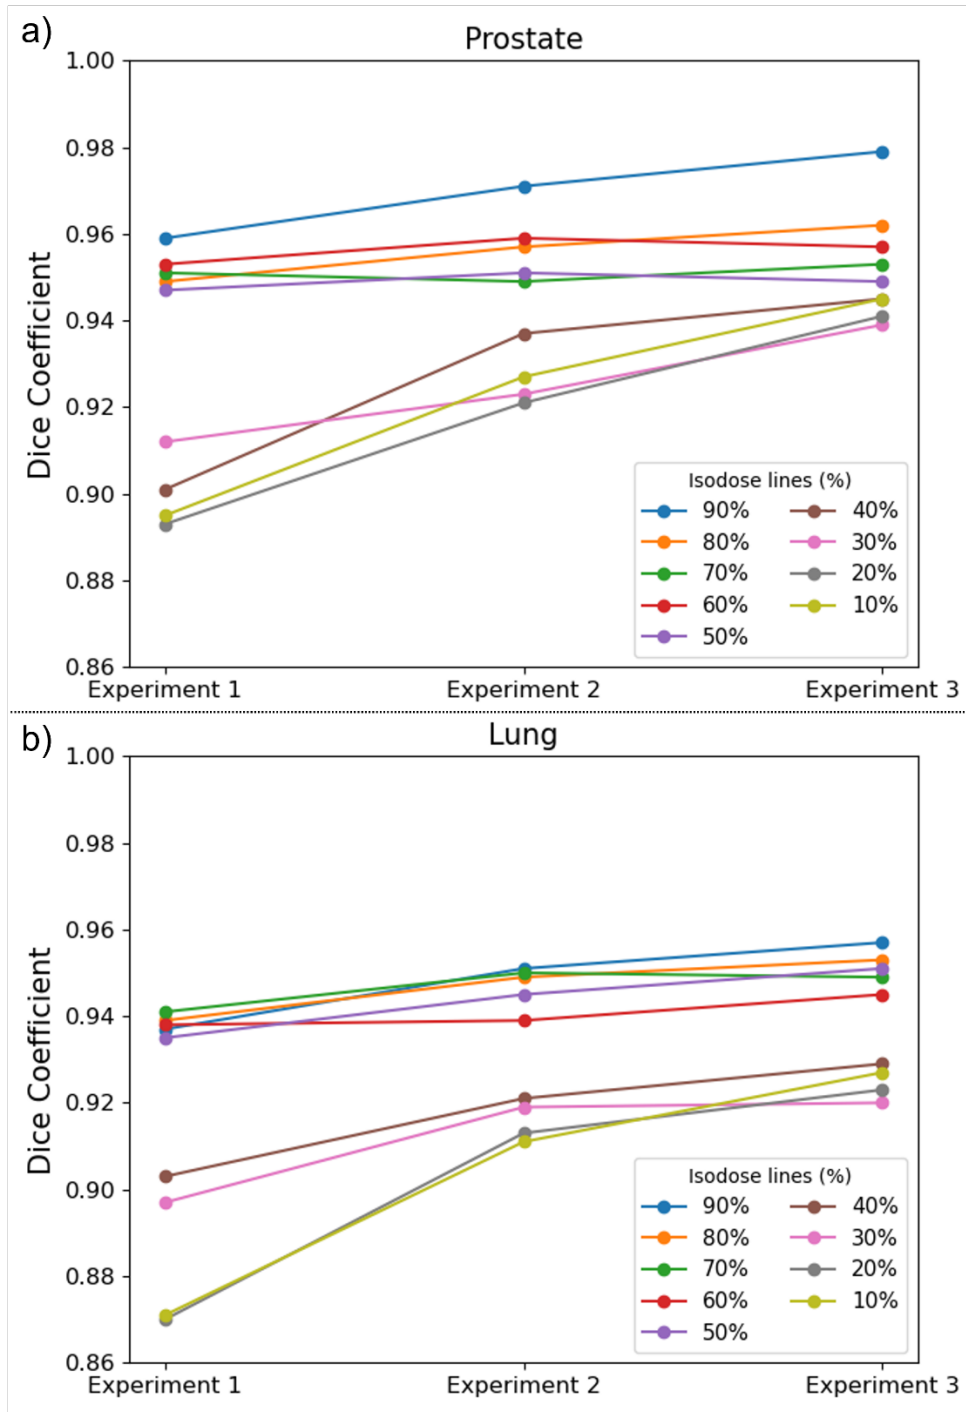 a)
Prostate
1.00
0.98
0.96
0.94
0.92
0.90
0.88
0.86
Dice Coefficient
Isodose lines (%)
90% 40%
80% 30%
70% 20%
60% 10%
50%
Experiment 1 Experiment 2 Experiment 3
b)
Lung
1.00
0.98
0.96
0.94
0.92
0.90
0.88
0.86
Dice Coefficient
Isodose lines (%)
90% 40%
80% 30%
70% 20%
60% 10%
50%
Experiment 1 Experiment 2 Experiment 3